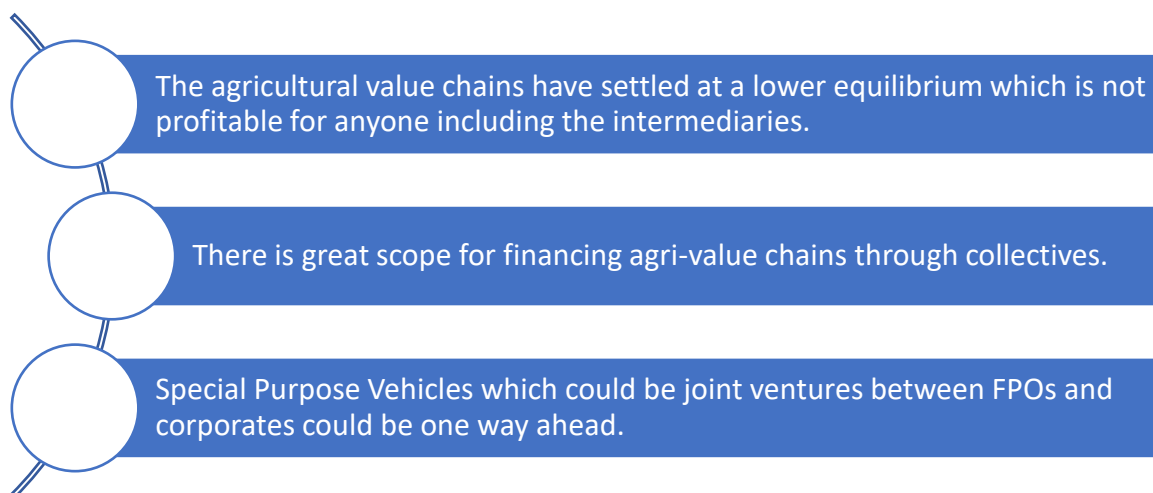 The agricultural value chains have settled at a lower equilibrium which is not
profitable for anyone including the intermediaries.
There is great scope for financing agri-value chains through collectives.
Special Purpose Vehicles which could be joint ventures between FPOs and
corporates could be one way ahead.